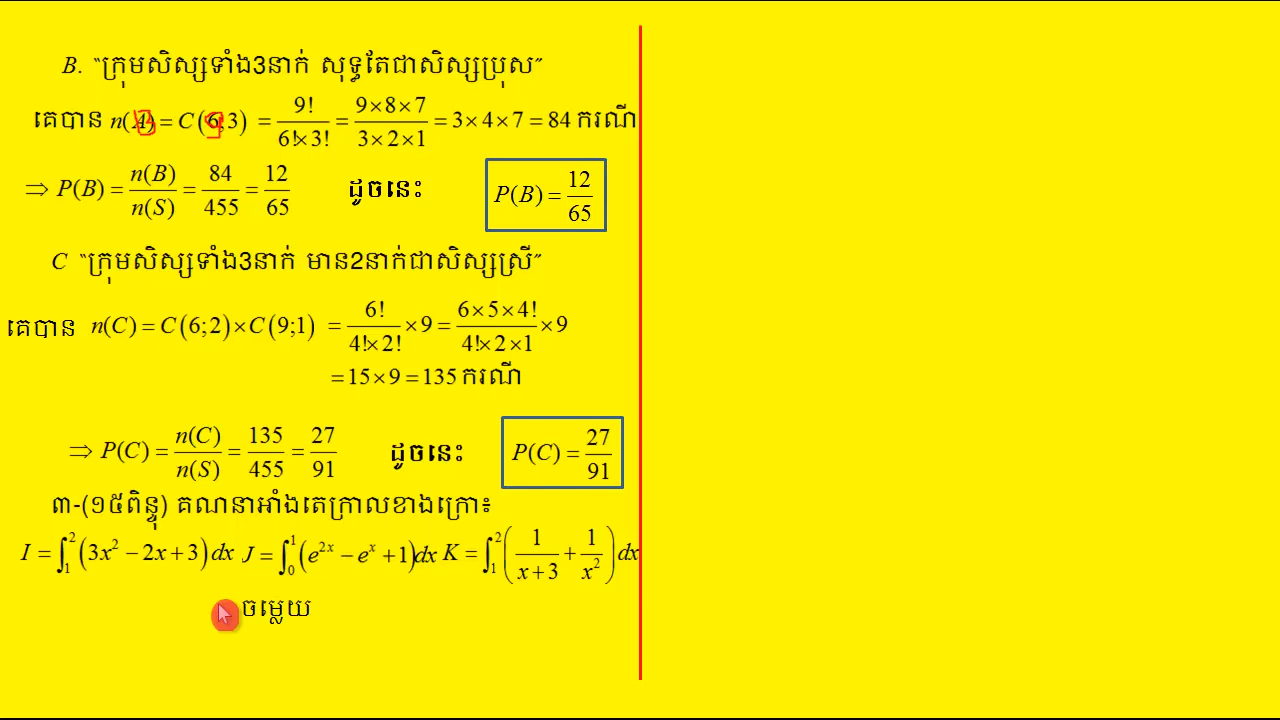 B. “ក្រុមសិស្សទាំង3នាក់ សុទ្ធតែជាសិស្សប្រុស”
គេបាន n(A) = C(6;3) = 9!/(6!×3!) = (9×8×7)/(3×2×1) = 3×4×7 = 84 ករណី
⇒ P(B) = n(B)/n(S) = 84/455 = 12/65 ដូចនេះ P(B) = 12/65
C “ក្រុមសិស្សទាំង3នាក់ មាន2នាក់ជាសិស្សស្រី”
គេបាន n(C) = C(6;2)×C(9;1) = 6!/(4!×2!) ×9 = (6×5×4!)/(4!×2×1) ×9
= 15×9 = 135 ករណី
⇒ P(C) = n(C)/n(S) = 135/455 = 27/91 ដូចនេះ P(C) = 27/91
៣-(១៥ពិន្ទុ) គណនាអាំងតេក្រាលខាងក្រោ៖
I = ∫₁² (3x² − 2x + 3)dx J = ∫₀¹ (e²ˣ − eˣ + 1)dx K = ∫₁² (1/(x+3) + 1/x²)dx
ចម្លេយ